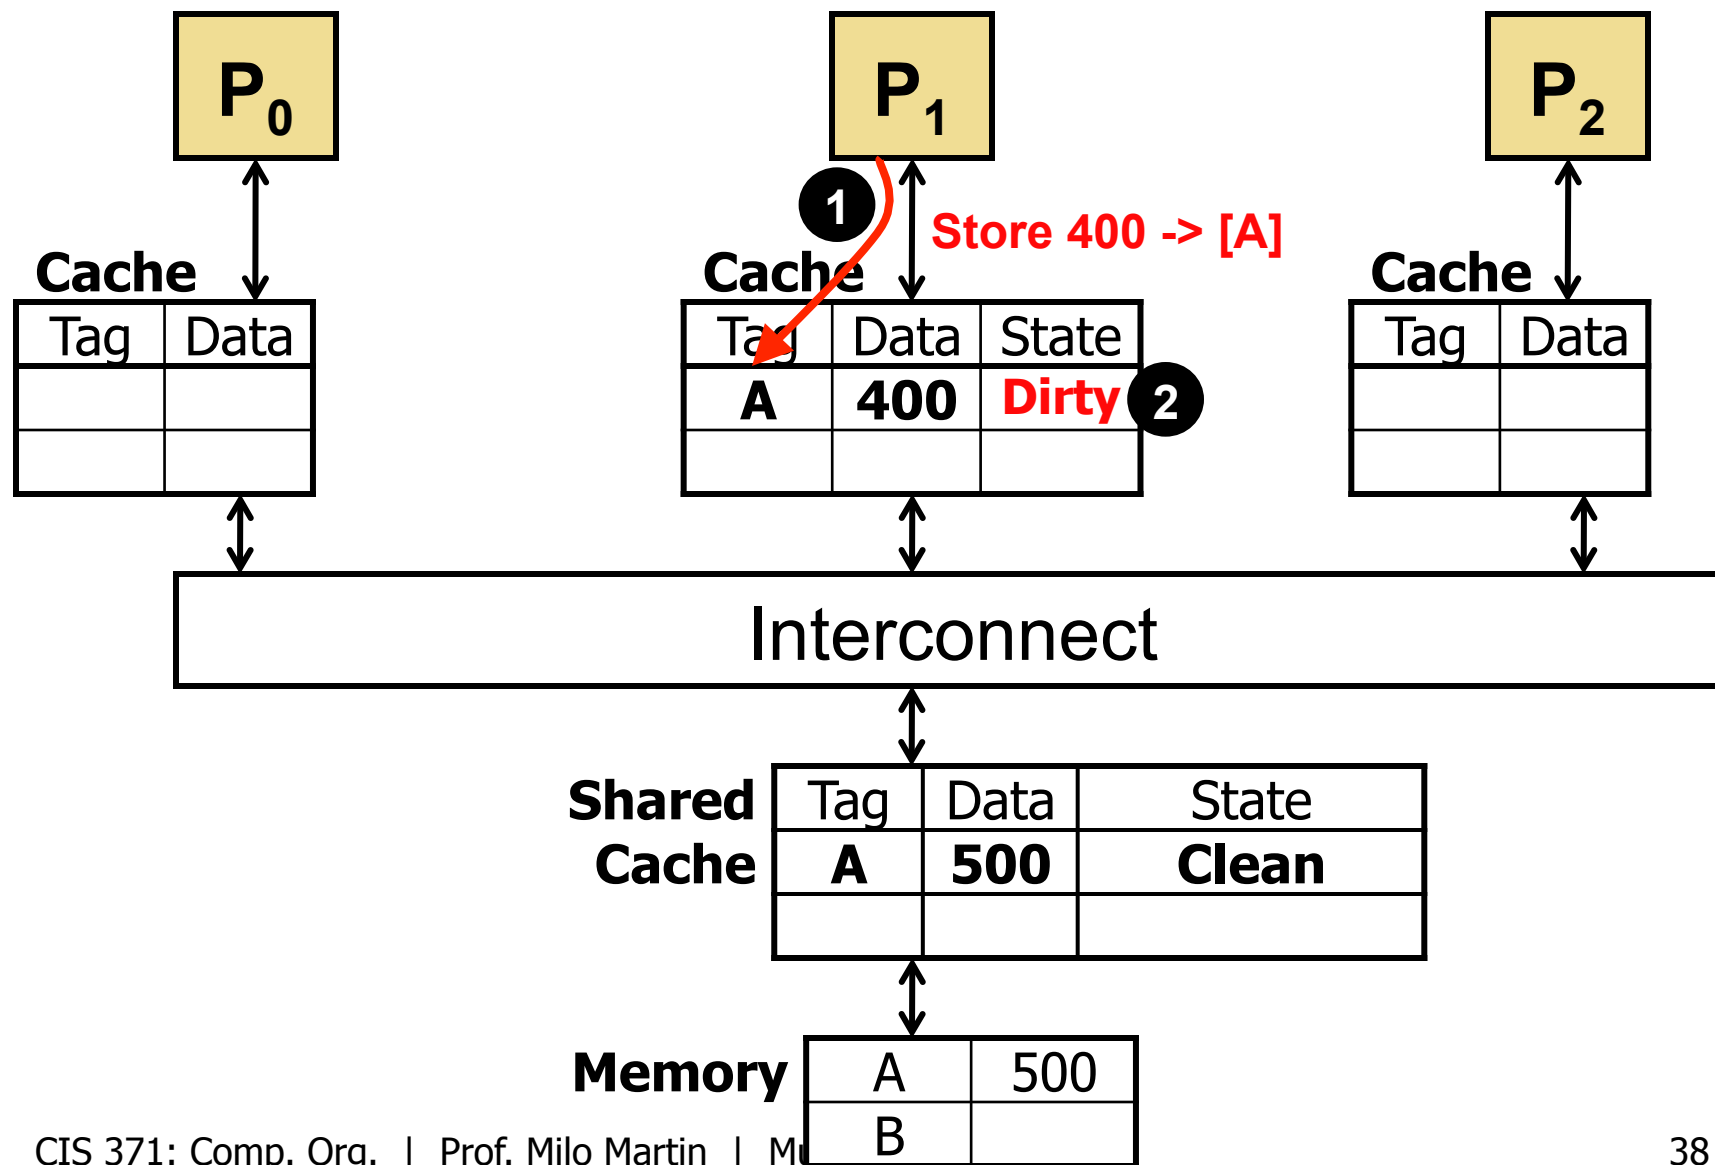 P0 P1 P2
1
Store 400 -> [A]
Cache Cache Cache
Tag Data Tag Data State Tag Data
A 400 Dirty 2
Interconnect
Shared Tag Data State
Cache A 500 Clean
Memory A 500
B
CIS 371: Comp. Org. | Prof. Milo Martin | 38